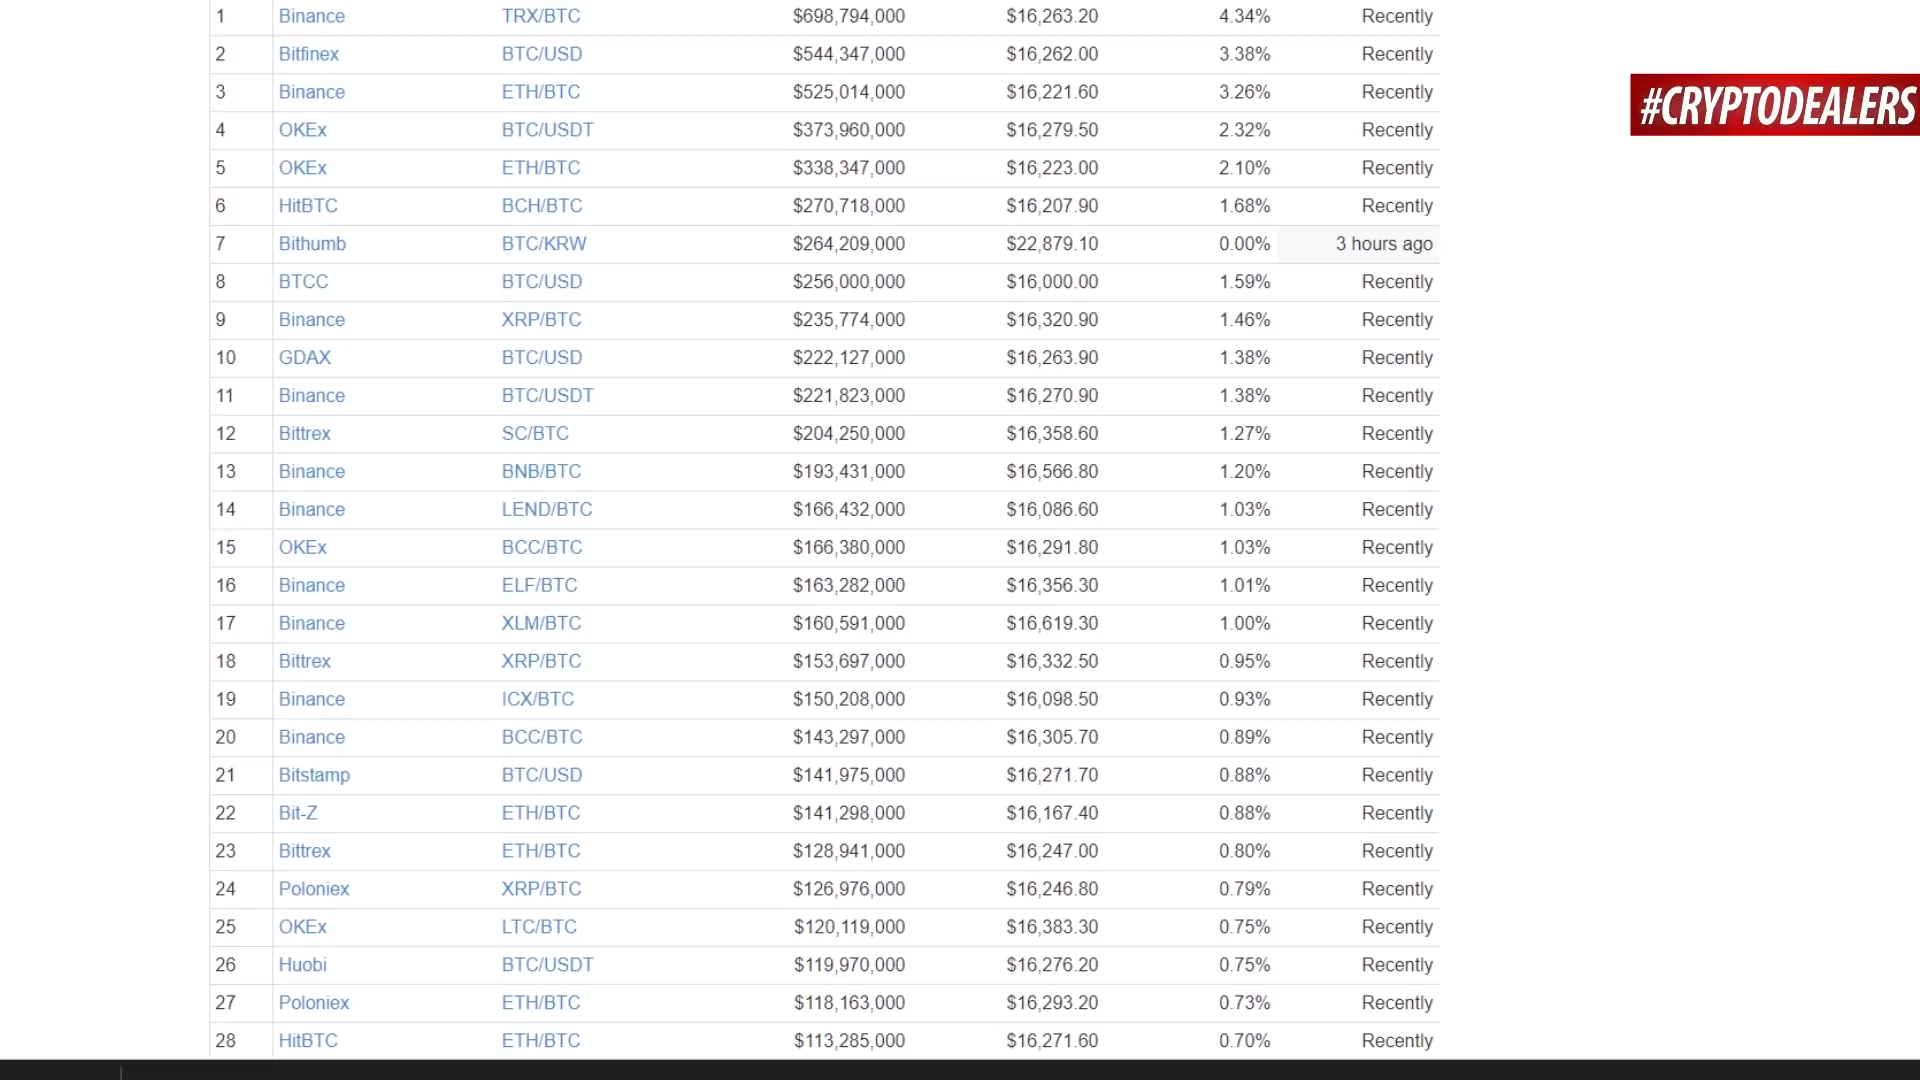 1 Binance TRX/BTC $698,794,000 $16,263.20 4.34% Recently
2 Bitfinex BTC/USD $544,347,000 $16,262.00 3.38% Recently
3 Binance ETH/BTC $525,014,000 $16,221.60 3.26% Recently
#CRYPTODEALERS
4 OKEx BTC/USDT $373,960,000 $16,279.50 2.32% Recently
5 OKEx ETH/BTC $338,347,000 $16,223.00 2.10% Recently
6 HitBTC BCH/BTC $270,718,000 $16,207.90 1.68% Recently
7 Bithumb BTC/KRW $264,209,000 $22,879.10 0.00% 3 hours ago
8 BTCC BTC/USD $256,000,000 $16,000.00 1.59% Recently
9 Binance XRP/BTC $235,774,000 $16,320.90 1.46% Recently
10 GDAX BTC/USD $222,127,000 $16,263.90 1.38% Recently
11 Binance BTC/USDT $221,823,000 $16,270.90 1.38% Recently
12 Bittrex SC/BTC $204,250,000 $16,358.60 1.27% Recently
13 Binance BNB/BTC $193,431,000 $16,566.80 1.20% Recently
14 Binance LEND/BTC $166,432,000 $16,086.60 1.03% Recently
15 OKEx BCC/BTC $166,380,000 $16,291.80 1.03% Recently
16 Binance ELF/BTC $163,282,000 $16,356.30 1.01% Recently
17 Binance XLM/BTC $160,591,000 $16,619.30 1.00% Recently
18 Bittrex XRP/BTC $153,697,000 $16,332.50 0.95% Recently
19 Binance ICX/BTC $150,208,000 $16,098.50 0.93% Recently
20 Binance BCC/BTC $143,297,000 $16,305.70 0.89% Recently
21 Bitstamp BTC/USD $141,975,000 $16,271.70 0.88% Recently
22 Bit-Z ETH/BTC $141,298,000 $16,167.40 0.88% Recently
23 Bittrex ETH/BTC $128,941,000 $16,247.00 0.80% Recently
24 Poloniex XRP/BTC $126,976,000 $16,246.80 0.79% Recently
25 OKEx LTC/BTC $120,119,000 $16,383.30 0.75% Recently
26 Huobi BTC/USDT $119,970,000 $16,276.20 0.75% Recently
27 Poloniex ETH/BTC $118,163,000 $16,293.20 0.73% Recently
28 HitBTC ETH/BTC $113,285,000 $16,271.60 0.70% Recently